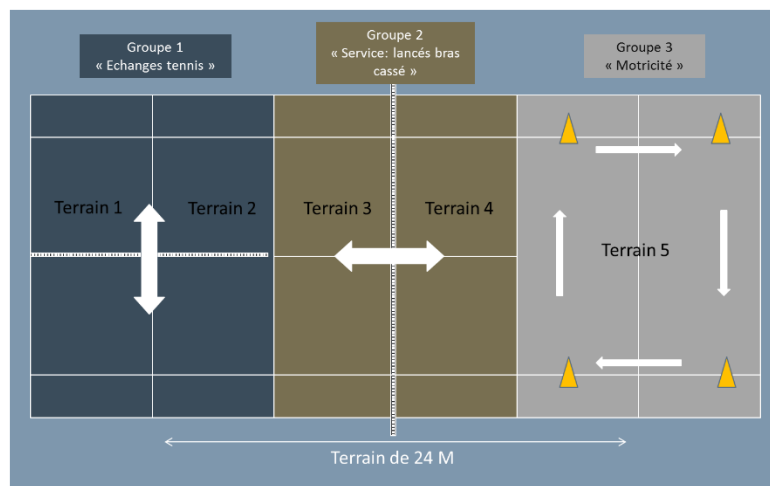 Groupe 1
« Echanges tennis »
Groupe 2
« Service: lancés bras
cassé »
Groupe 3
« Motricité »
Terrain 1
Terrain 2
Terrain 3
Terrain 4
Terrain 5
Terrain de 24 M